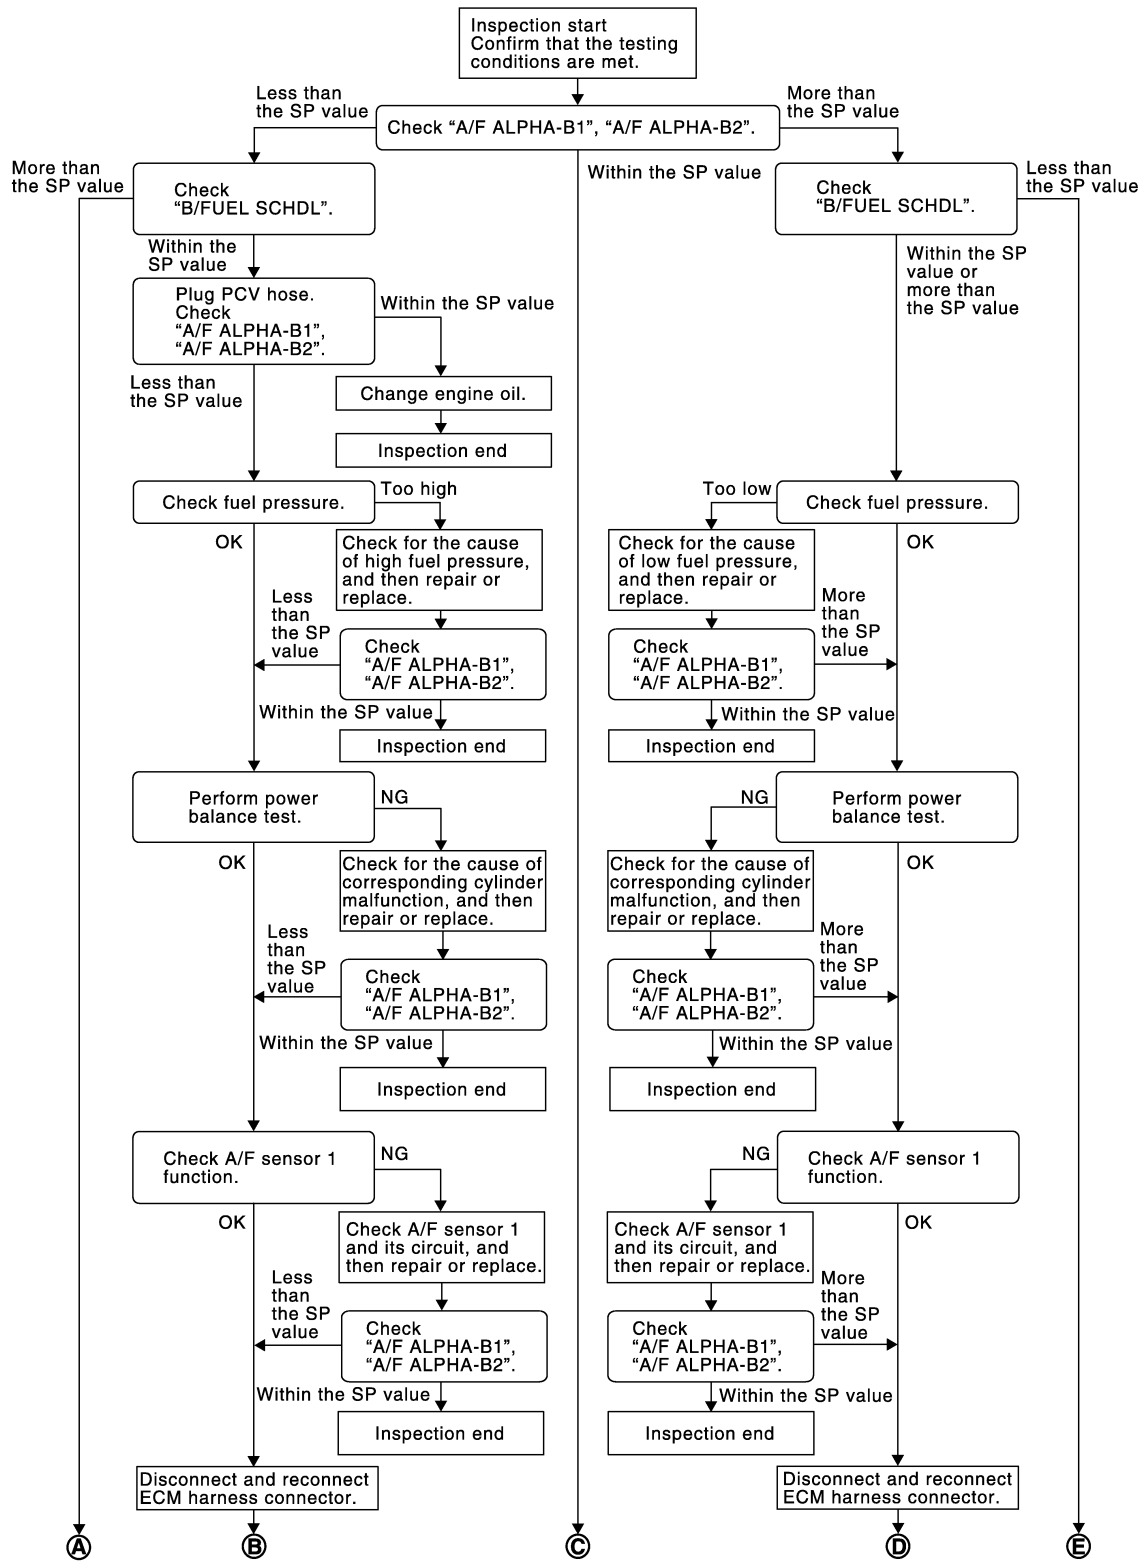 Inspection start
Confirm that the testing
conditions are met.
Less than
the SP value
More than
the SP value
Check “A/F ALPHA-B1”, “A/F ALPHA-B2”.
More than
the SP value
Check
“B/FUEL SCHDL”.
Within the SP value
Check
“B/FUEL SCHDL”.
Less than
the SP value
Within the
SP value
Within the SP
value or
more than
the SP value
Plug PCV hose.
Check
“A/F ALPHA-B1”,
“A/F ALPHA-B2”.
Within the SP value
Less than
the SP value
Change engine oil.
Inspection end
Check fuel pressure.
Too high
Too low
Check fuel pressure.
OK
Check for the cause
of high fuel pressure,
and then repair or
replace.
Check for the cause
of low fuel pressure,
and then repair or
replace.
OK
Less
than
the SP
value
Check
“A/F ALPHA-B1”,
“A/F ALPHA-B2”.
Check
“A/F ALPHA-B1”,
“A/F ALPHA-B2”.
More
than
the SP
value
Within the SP value
Within the SP value
Inspection end
Inspection end
Perform power
balance test.
NG
NG
Perform power
balance test.
OK
Check for the cause of
corresponding cylinder
malfunction, and then
repair or replace.
Check for the cause of
corresponding cylinder
malfunction, and then
repair or replace.
OK
Less
than
the SP
value
Check
“A/F ALPHA-B1”,
“A/F ALPHA-B2”.
Check
“A/F ALPHA-B1”,
“A/F ALPHA-B2”.
More
than
the SP
value
Within the SP value
Within the SP value
Inspection end
Inspection end
Check A/F sensor 1
function.
NG
NG
Check A/F sensor 1
function.
OK
Check A/F sensor 1
and its circuit, and
then repair or replace.
Check A/F sensor 1
and its circuit, and
then repair or replace.
OK
Less
than
the SP
value
Check
“A/F ALPHA-B1”,
“A/F ALPHA-B2”.
Check
“A/F ALPHA-B1”,
“A/F ALPHA-B2”.
More
than
the SP
value
Within the SP value
Within the SP value
Inspection end
Inspection end
Disconnect and reconnect
ECM harness connector.
Disconnect and reconnect
ECM harness connector.
A
B
C
D
E